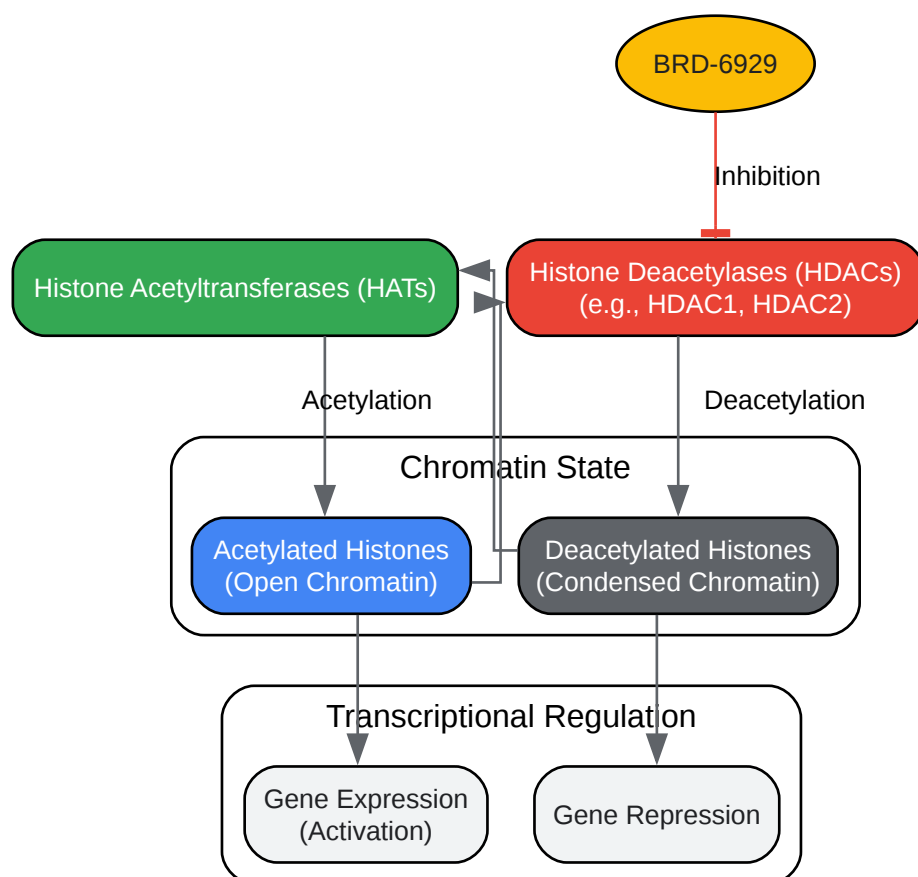 BRD-6929
Inhibition
Histone Acetyltransferases (HATs)
Histone Deacetylases (HDACs)
(e.g., HDAC1, HDAC2)
Acetylation
Deacetylation
Chromatin State
Acetylated Histones
(Open Chromatin)
Deacetylated Histones
(Condensed Chromatin)
Transcriptional Regulation
Gene Expression
(Activation)
Gene Repression